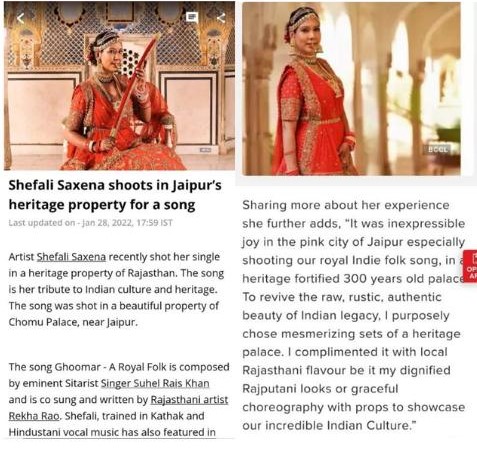 Shefali Saxena shoots in Jaipur's
heritage property for a song
Last updated on - Jan 28, 2022, 17:59 IST
Artist Shefali Saxena recently shot her single
in a heritage property of Rajasthan. The song
is her tribute to Indian culture and heritage.
The song was shot in a beautiful property of
Chomu Palace, near Jaipur.
The song Ghoomar - A Royal Folk is composed
by eminent Sitarist Singer Suhel Rais Khan
and is co sung and written by Rajasthani artist
Rekha Rao. Shefali, trained in Kathak and
Hindustani vocal music has also featured in
BCCL
Sharing more about her experience
she further adds, “It was inexpressible
joy in the pink city of Jaipur especially
shooting our royal Indie folk song, in a
heritage fortified 300 years old palace
To revive the raw, rustic, authentic
beauty of Indian legacy, I purposely
chose mesmerizing sets of a heritage
palace. I complimented it with local
Rajasthani flavour be it my dignified
Rajputani looks or graceful
choreography with props to showcase
our incredible Indian Culture.”
OP